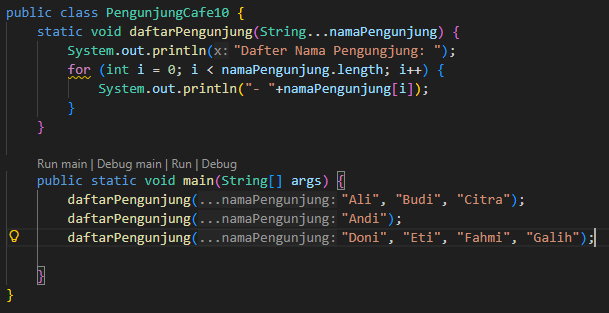 public class PengunjungCafe10 {
static void daftarPengunjung(String...namaPengunjung) {
System.out.println(x: "Dafter Nama Pengungjung: ");
for (int i = 0; i < namaPengunjung.length; i++) {
System.out.println("- "+namaPengunjung[i]);
}
}
Run main | Debug main | Run | Debug
public static void main(String[] args) {
daftarPengunjung(...namaPengunjung: "Ali", "Budi", "Citra");
daftarPengunjung(...namaPengunjung: "Andi");
daftarPengunjung(...namaPengunjung: "Doni", "Eti", "Fahmi", "Galih");
}
}